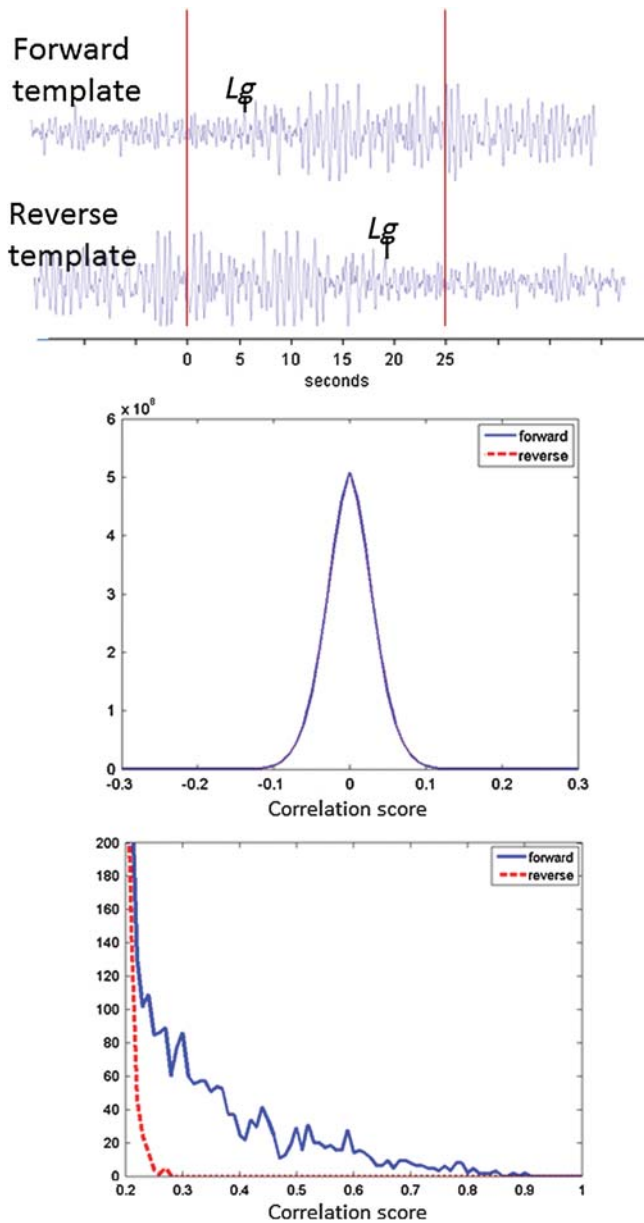 Forward
template
Lg
Reverse
template
Lg
0 5 10 15 20 25
seconds
× 10⁸
6
5
4
3
2
1
0
forward
reverse
-0.3 -0.2 -0.1 0 0.1 0.2 0.3
Correlation score
200
180
160
140
120
100
80
60
40
20
0
forward
reverse
0.2 0.3 0.4 0.5 0.6 0.7 0.8 0.9 1
Correlation score